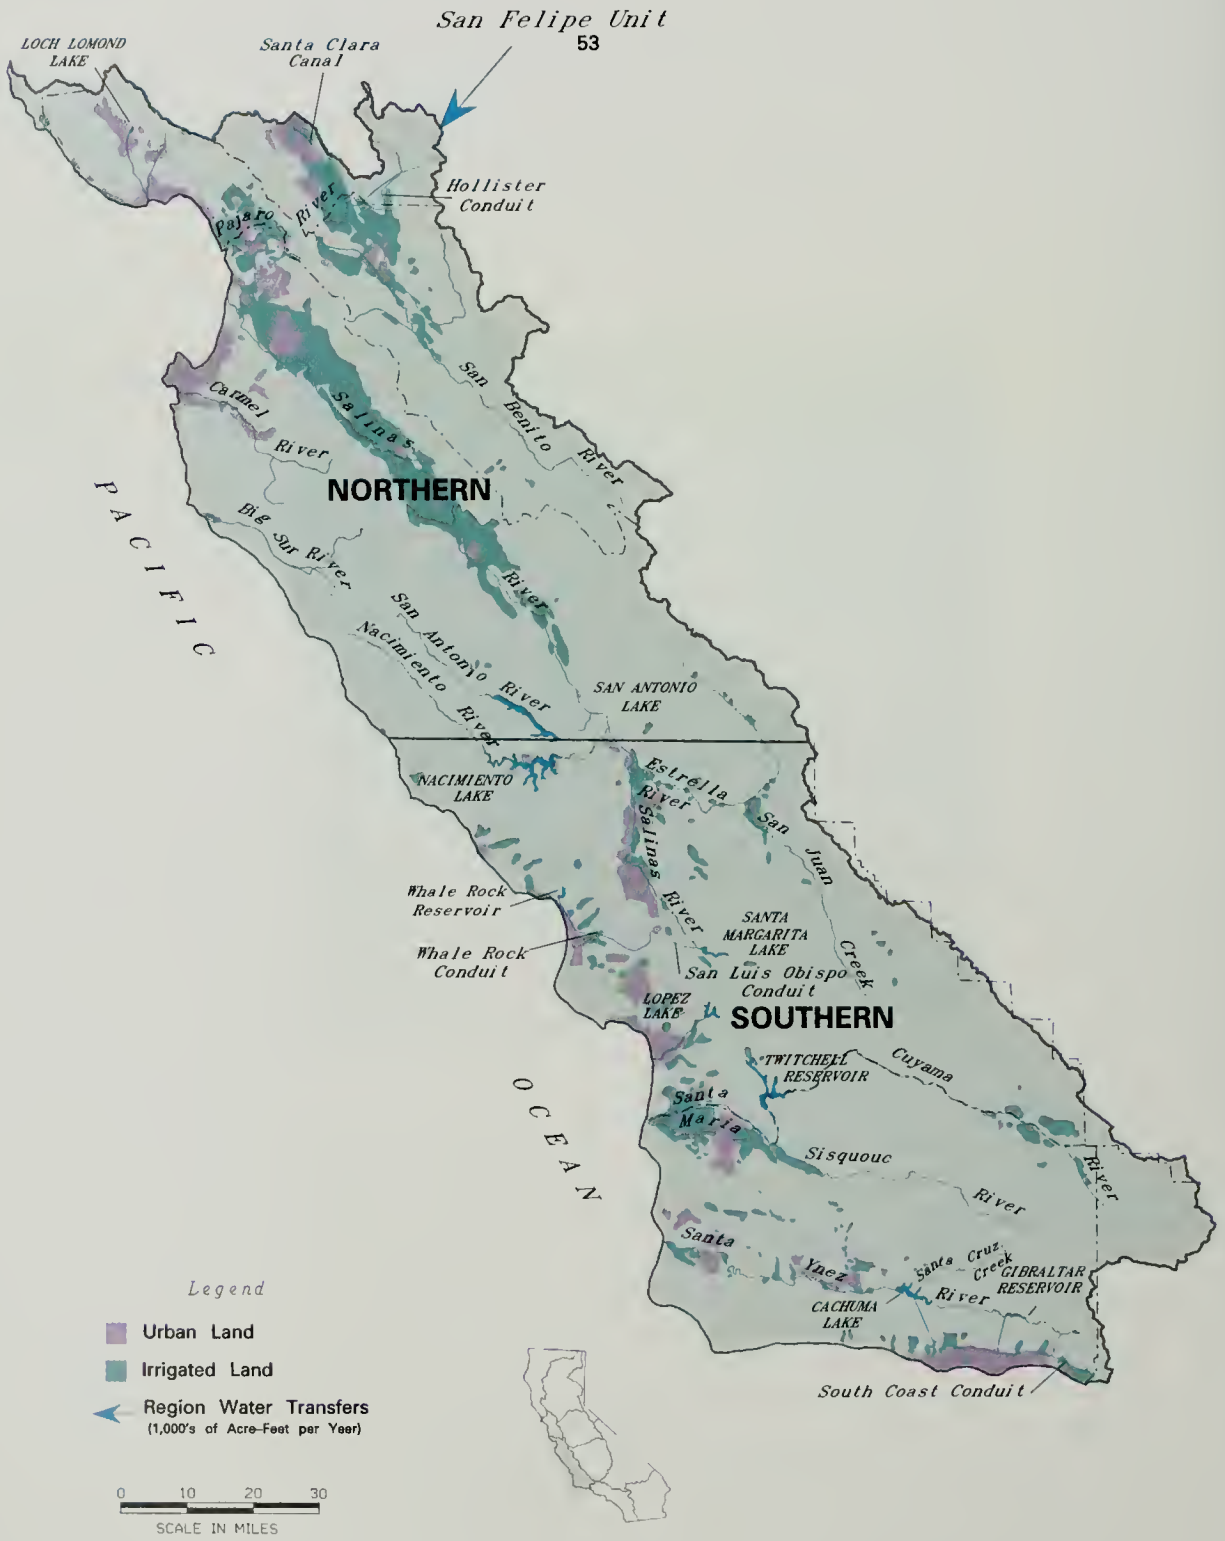 San Felipe Unit
53
LOCH LOMOND
LAKE
Santa Clara
Canal
Hollister
Conduit
Pajaro River
San Benito River
Carmel River
Salinas River
NORTHERN
Big Sur River
PACIFIC
San Antonio River
Nacimiento River
SAN ANTONIO
LAKE
NACIMIENTO
LAKE
Estrella
River
Salinas River
San Juan Creek
Whale Rock
Reservoir
Whale Rock
Conduit
SANTA
MARGARITA
LAKE
San Luis Obispo
Conduit
LOPEZ
LAKE
SOUTHERN
TWITCHELL
RESERVOIR
Cuyama River
OCEAN
Santa
Maria
Sisquouc River
Santa Ynez River
Santa Cruz
Creek
GIBRALTAR
RESERVOIR
CACHUMA
LAKE
South Coast Conduit
Legend
Urban Land
Irrigated Land
Region Water Transfers
(1,000's of Acre-Feet per Year)
0 10 20 30
SCALE IN MILES